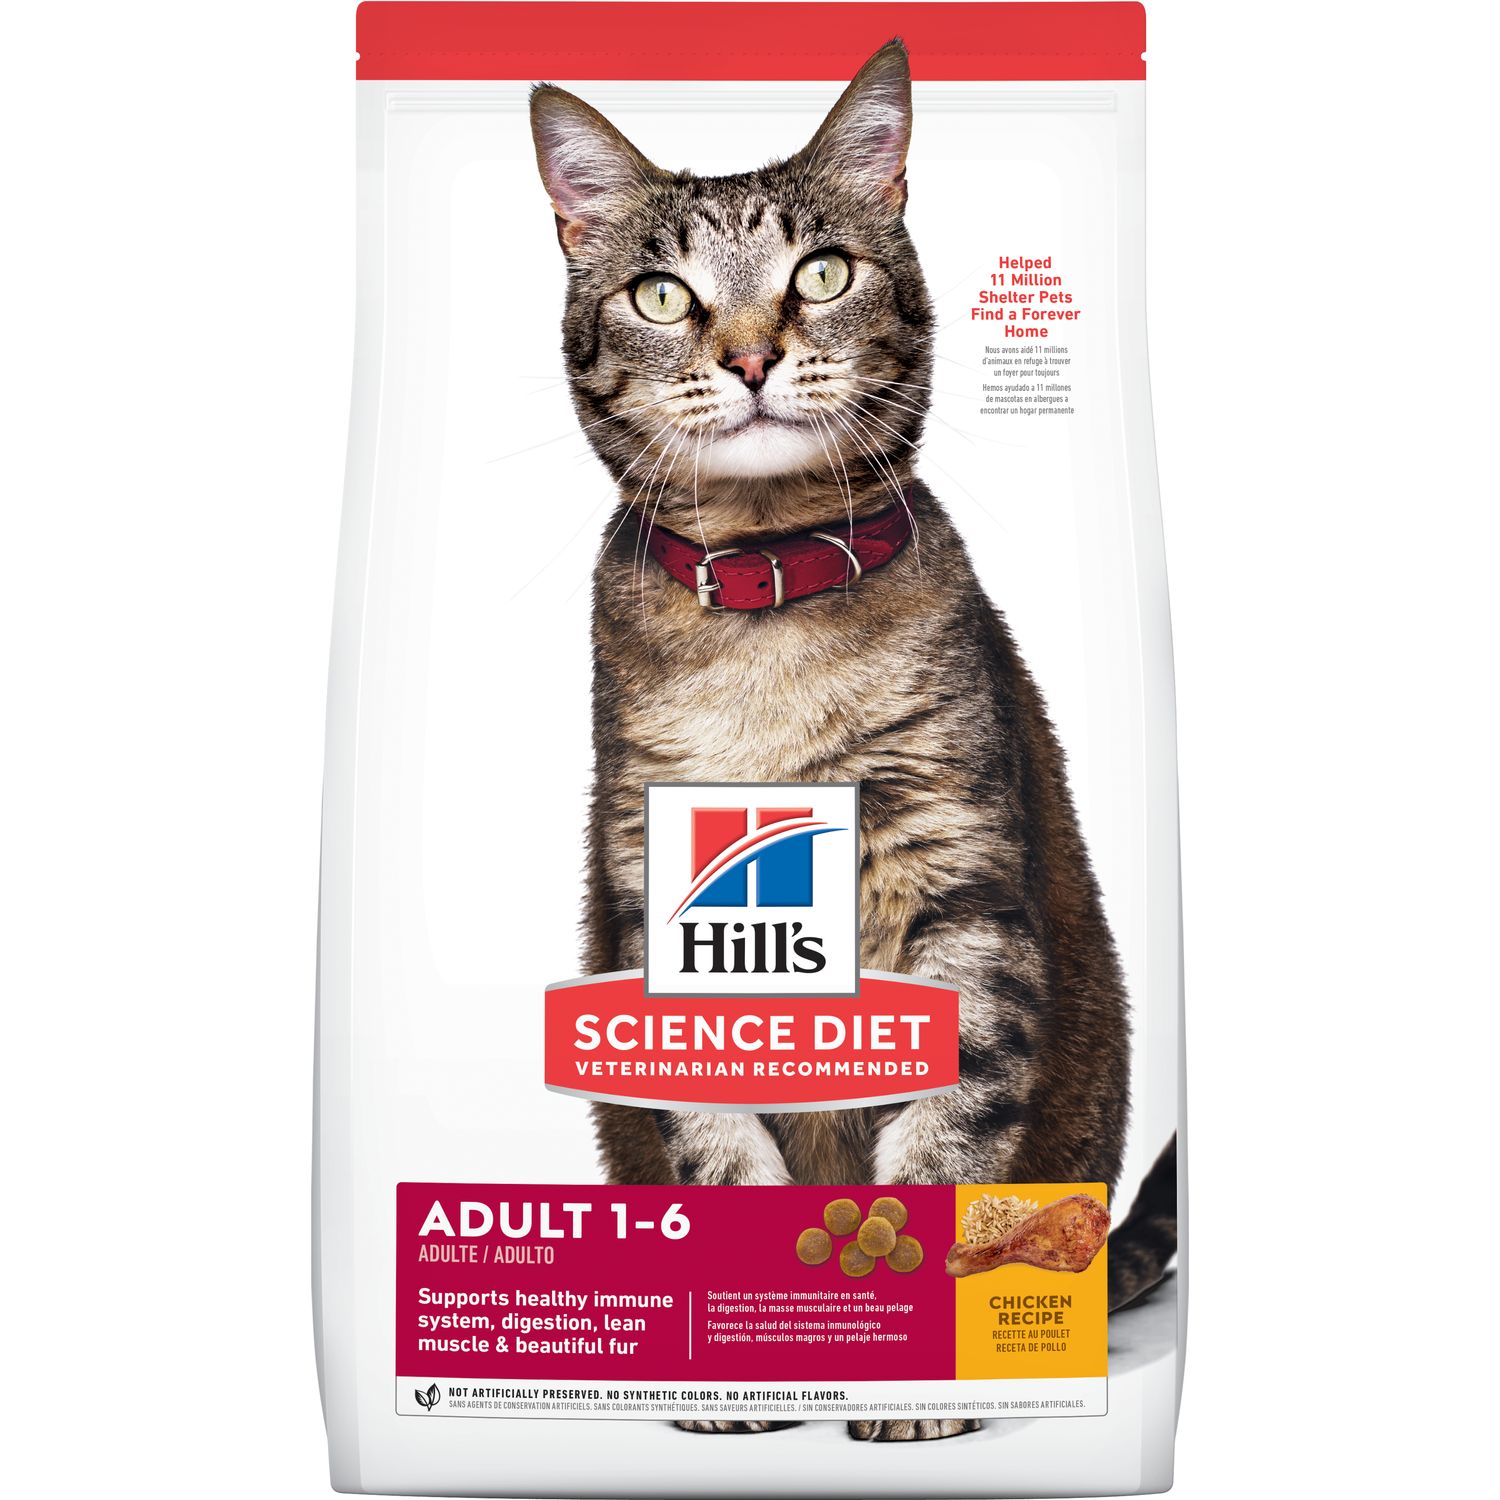 Helped
11 Million
Shelter Pets
Find a Forever
Home
Nous avons aidé 11 millions
d'animaux en refuge à trouver
un foyer pour toujours
Hemos ayudado a 11 millones
de mascotas en albergues a
encontrar un hogar permanente
Hill's
SCIENCE DIET
VETERINARIAN RECOMMENDED
ADULT 1-6
ADULTE / ADULTO
Supports healthy immune
system, digestion, lean
muscle & beautiful fur
Soutient un système immunitaire en santé,
la digestion, la masse musculaire et un beau pelage
Favorece la salud del sistema inmunológico
y digestión, músculos magros y un pelaje hermoso
CHICKEN
RECIPE
RECETTE AU POULET
RECETA DE POLLO
NOT ARTIFICIALLY PRESERVED. NO SYNTHETIC COLORS. NO ARTIFICIAL FLAVORS.
SANS AGENTS DE CONSERVATION ARTIFICIELS. SANS COLORANTS SYNTHÉTIQUES. SANS SAVEURS ARTIFICIELLES. / SIN CONSERVADORES ARTIFICIALES. SIN COLORES SINTÉTICOS. SIN SABORES ARTIFICIALES.